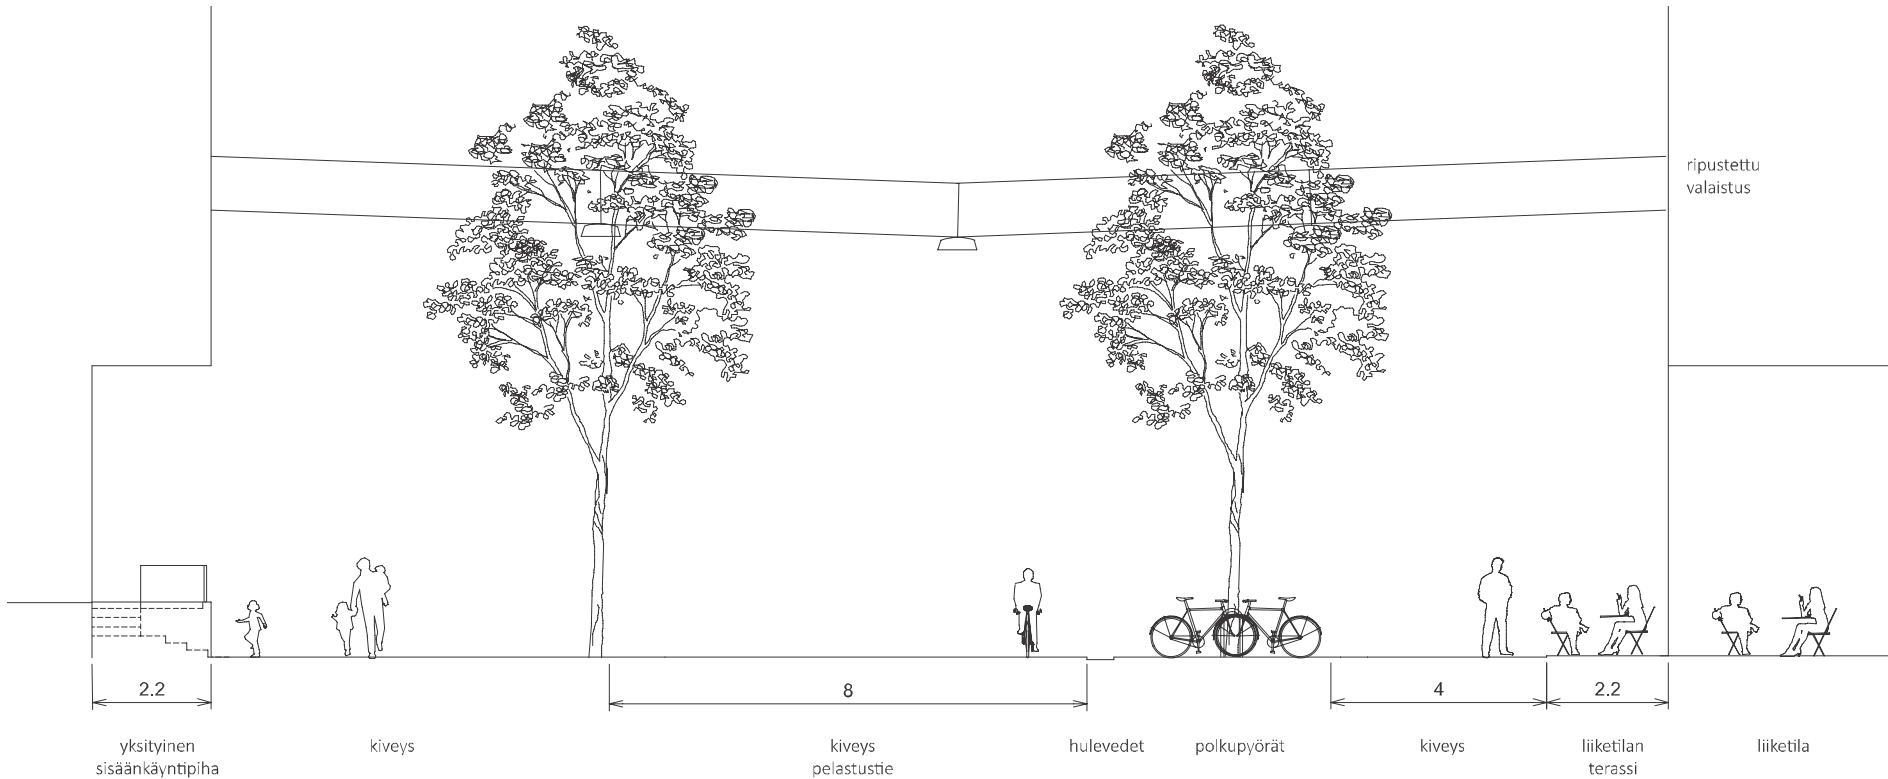 ripustettu
valaistus
2.2
8
4
2.2
yksityinen
sisäänkäyntipiha
kiveys
kiveys
pelastustie
hulevedet
polkupyörät
kiveys
liiketilan
terassi
liiketila